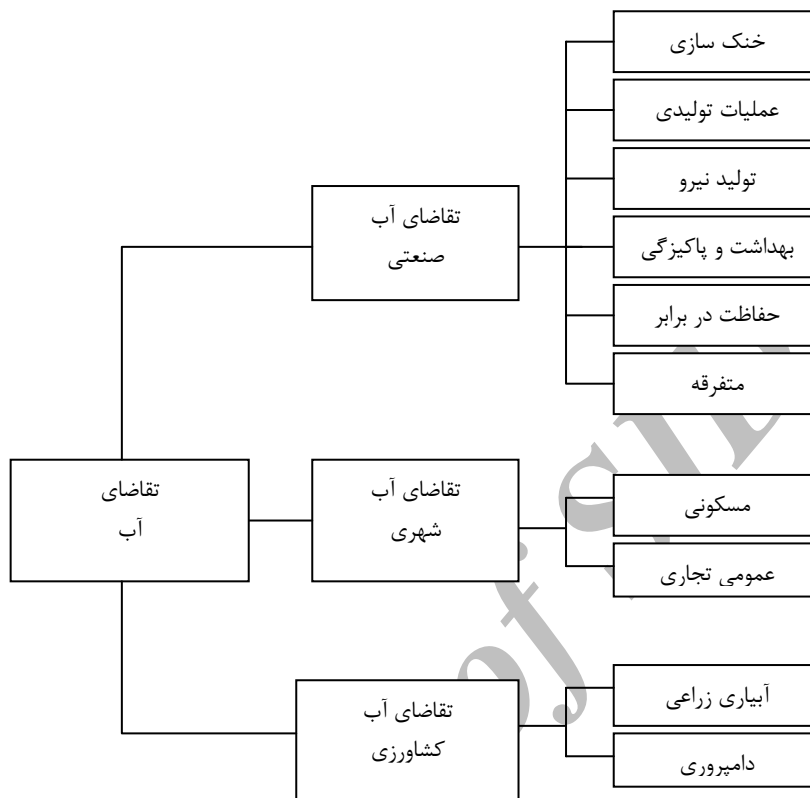 خنک سازی
عملیات تولیدی
تولید نیرو
تقاضای آب
صنعتی
بهداشت و پاکیزگی
حفاظت در برابر
متفرقه
تقاضای
آب
تقاضای آب
شهری
مسکونی
عمومی تجاری
تقاضای آب
کشاورزی
آبیاری زراعی
دامپروری
of